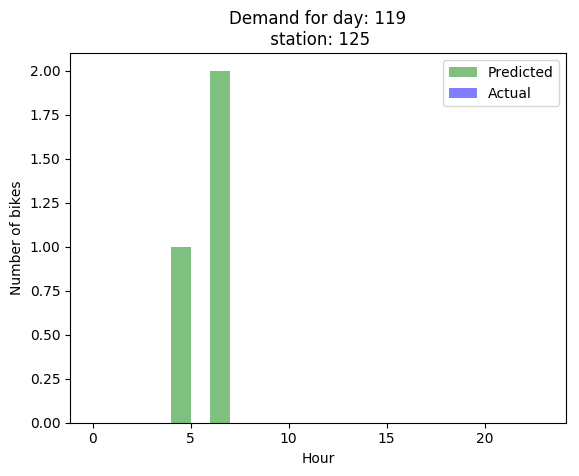 Demand for day: 119
station: 125
Predicted
Actual
Number of bikes
2.00
1.75
1.50
1.25
1.00
0.75
0.50
0.25
0.00
0 5 10 15 20
Hour